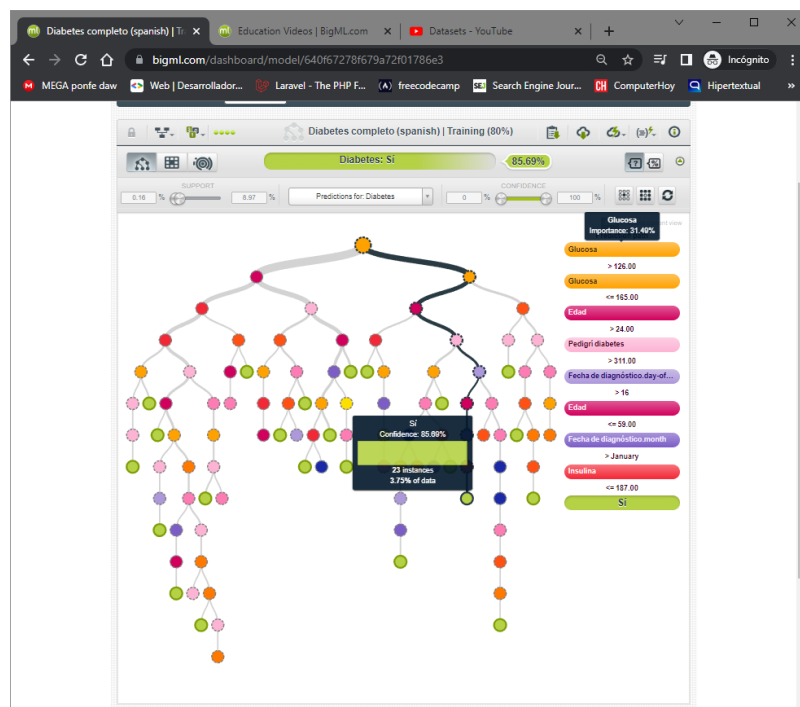 Diabetes completo (spanish) | Tr
Education Videos | BigML.com
Datasets - YouTube
bigml.com/dashboard/model/640f67278f679a72f01786e3
Incógnito
MEGA ponfe daw
Web | Desarrollador...
Laravel - The PHP F...
freecodecamp
Search Engine Jour...
ComputerHoy
Hipertextual
»
Diabetes completo (spanish) | Training (80%)
Diabetes: Sí
85.69%
SUPPORT
0.16 %
8.97 %
Predictions for: Diabetes
CONFIDENCE
0 %
100 %
Glucosa
Importance: 31.49%
Glucosa
> 126.00
Glucosa
<= 165.00
Edad
> 24.00
Pedigrí diabetes
> 311.00
Fecha de diagnóstico.day-of...
> 16
Edad
<= 59.00
Fecha de diagnóstico.month
> January
Insulina
<= 187.00
Sí
Sí
Confidence: 85.69%
23 instances
3.75% of data